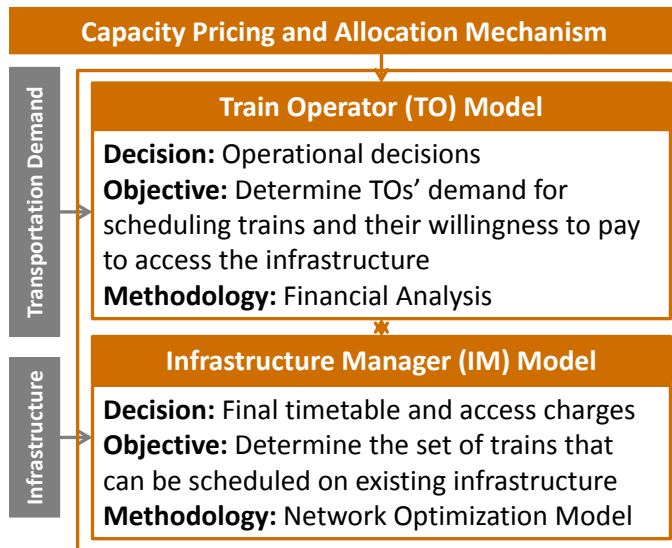 Capacity Pricing and Allocation Mechanism
Transportation Demand
Train Operator (TO) Model
Decision: Operational decisions
Objective: Determine TOs’ demand for
scheduling trains and their willingness to pay
to access the infrastructure
Methodology: Financial Analysis
Infrastructure
Infrastructure Manager (IM) Model
Decision: Final timetable and access charges
Objective: Determine the set of trains that
can be scheduled on existing infrastructure
Methodology: Network Optimization Model